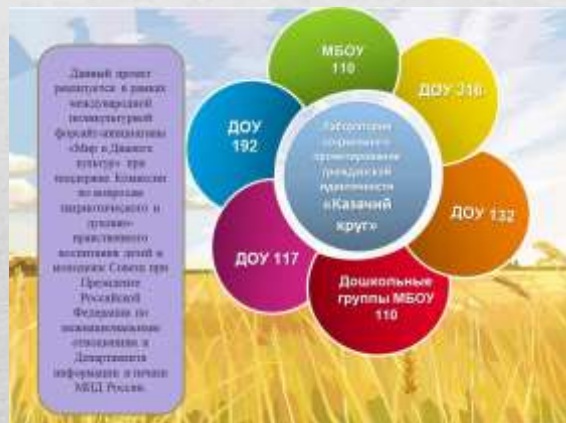 Данный проект
реализуется в рамках
международной
поликультурной
форсайт-инициативы
«Мир в Диалоге
культур» при
поддержке Комиссии
по вопросам
патриотического и
духовно-
нравственного
воспитания детей и
молодежи Совета при
Президенте
Российской
Федерации по
межнациональным
отношениям и
Департамента
информации и печати
МИД России.
МБОУ
110
ДОУ 316
ДОУ
192
Лаборатория
социального
проектирования
гражданской
идентичности
«Казачий
круг»
ДОУ 132
ДОУ 117
Дошкольные
группы МБОУ
110